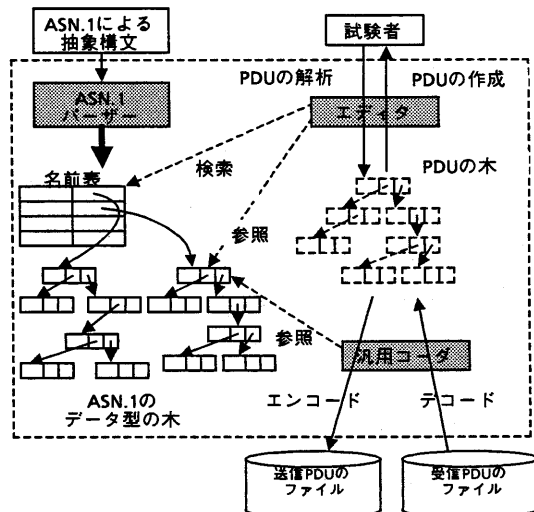 ASN.1による
抽象構文
試験者
PDUの解析
PDUの作成
ASN.1
パーザー
エディタ
名前表
検索
PDUの木
参照
参照
汎用コーダ
ASN.1の
データ型の木
エンコード
デコード
送信PDUの
ファイル
受信PDUの
ファイル